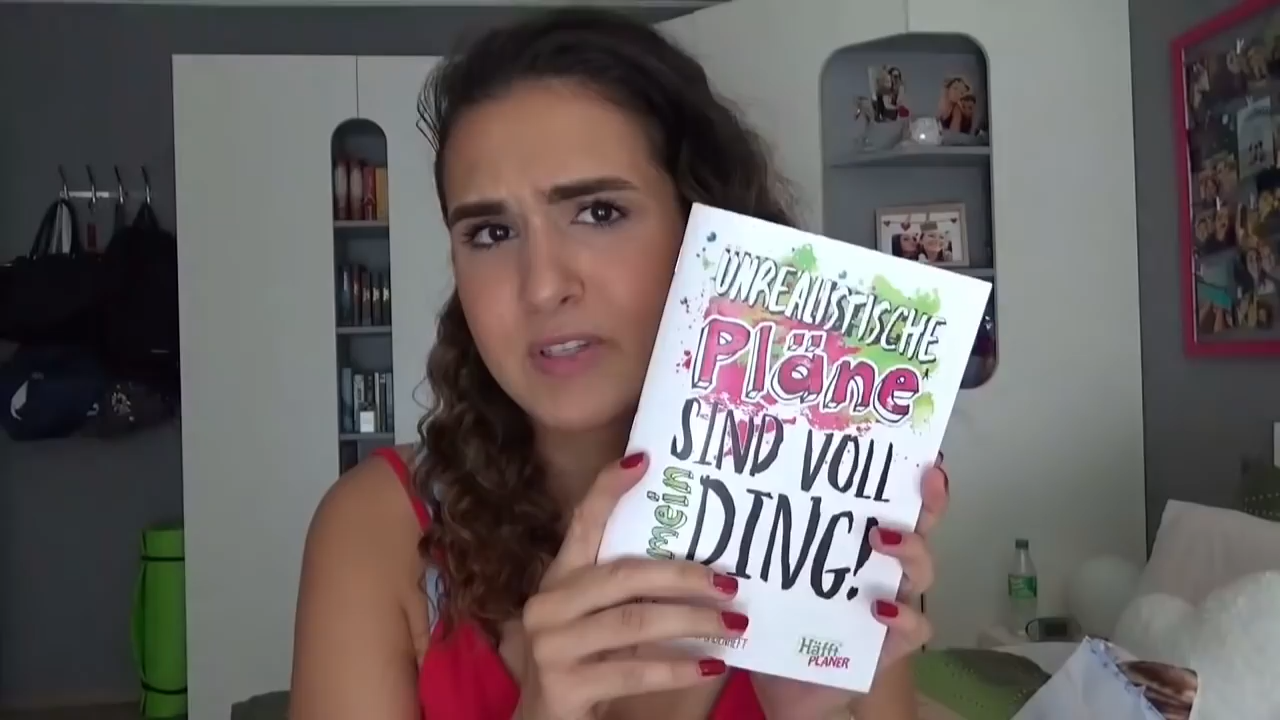 UNREALISTISCHE
Pläne
SIND VOLL
mein
DING!
Häfft
PLANER